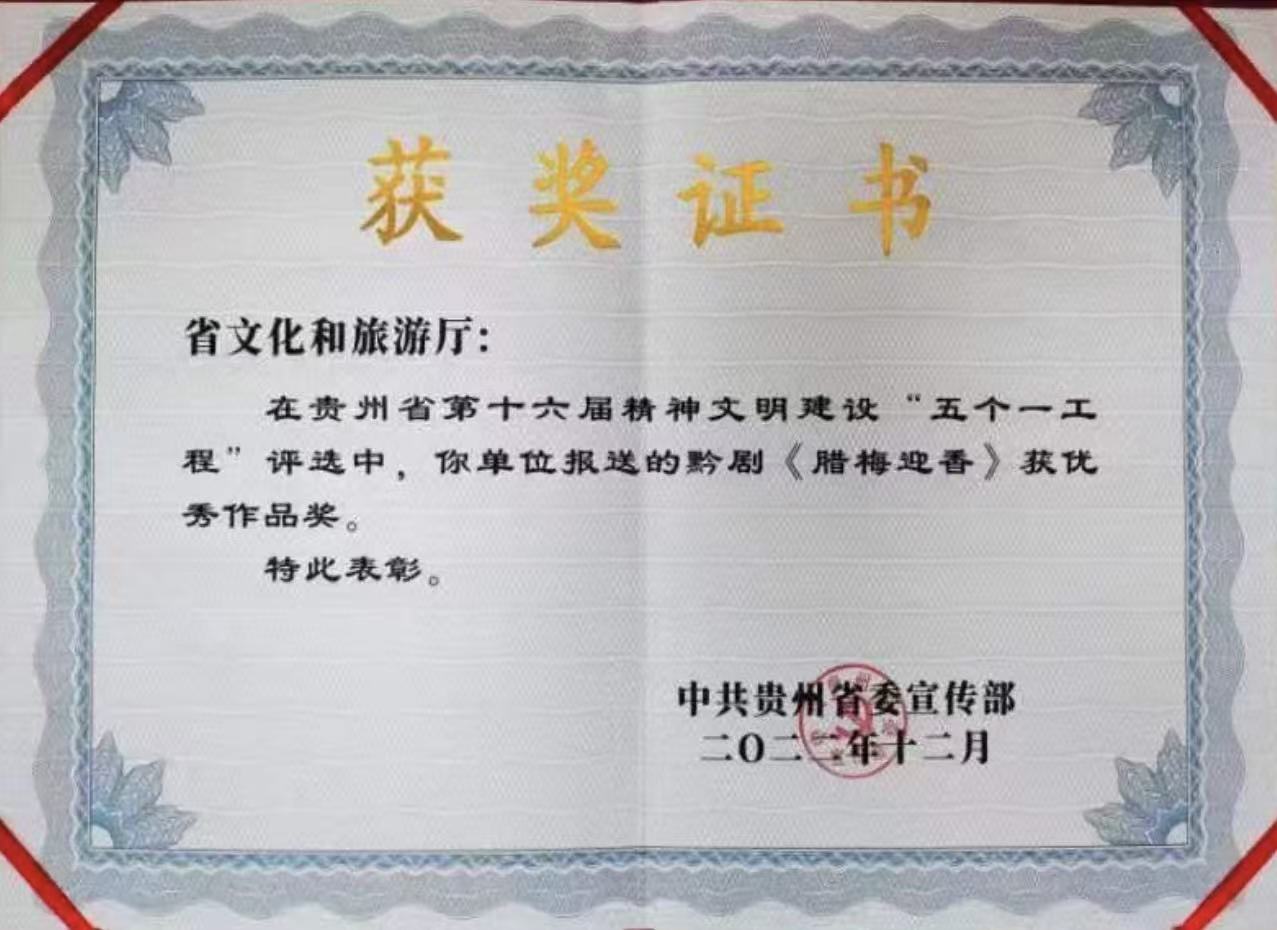 获奖证书
省文化和旅游厅：
在贵州省第十六届精神文明建设“五个一工
程”评选中，你单位报送的黔剧《腊梅迎香》获优
秀作品奖。
特此表彰。
中共贵州省委宣传部
二〇二二年十二月